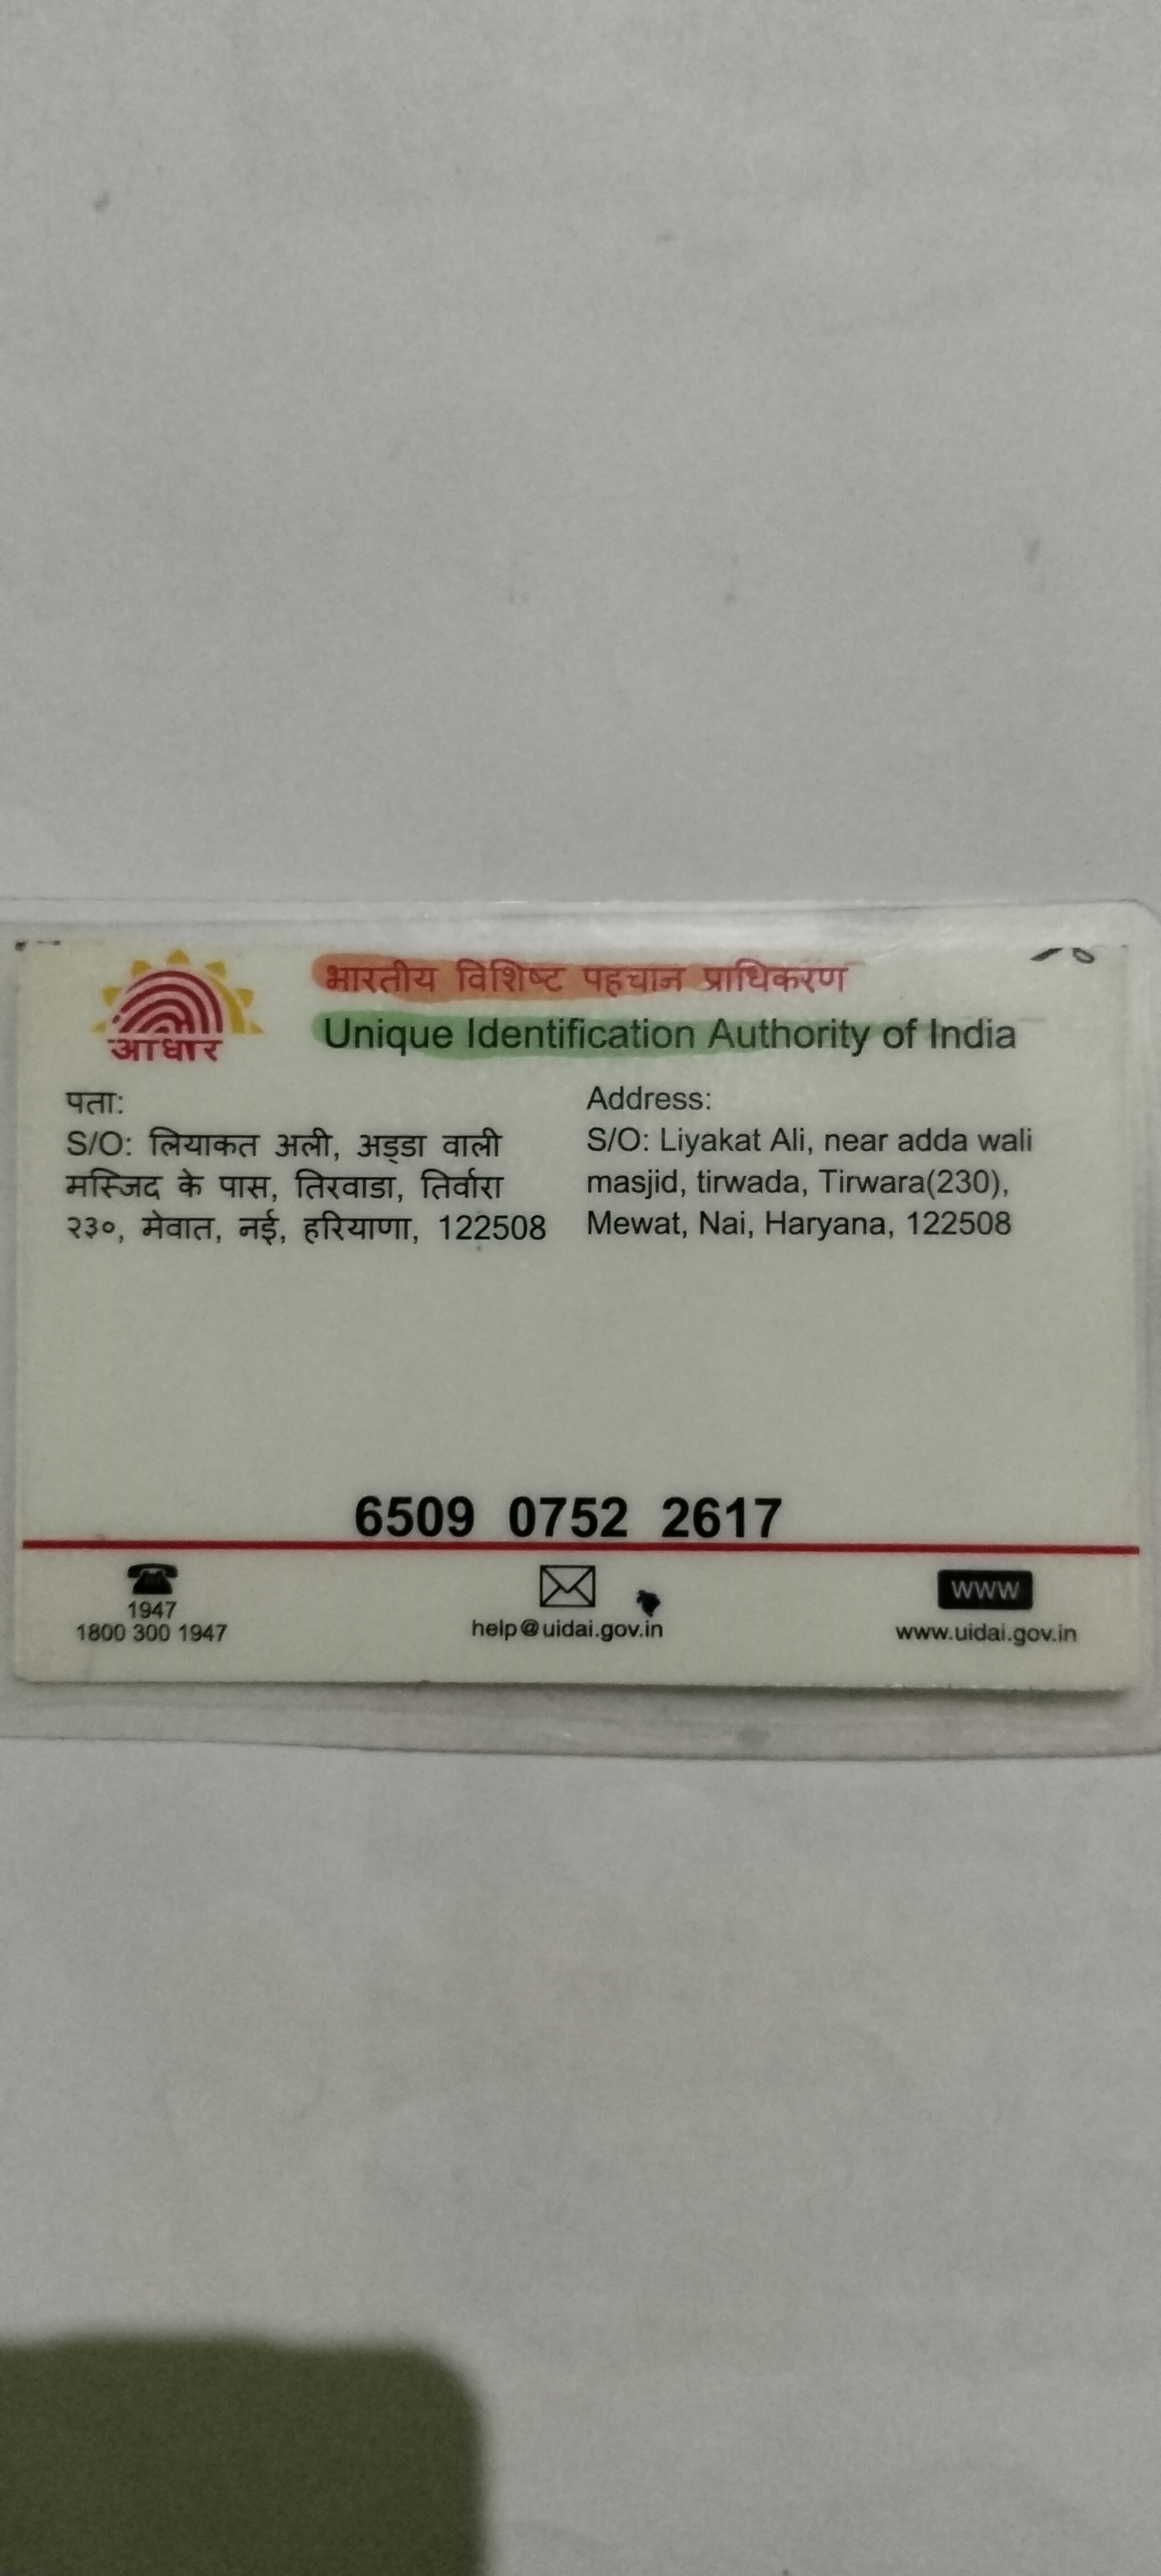 आधार
भारतीय विशिष्ट पहचान प्राधिकरण
Unique Identification Authority of India
पता:
S/O: लियाकत अली, अड्डा वाली
मस्जिद के पास, तिरवाडा, तिर्वारा
२३०, मेवात, नई, हरियाणा, 122508
Address:
S/O: Liyakat Ali, near adda wali
masjid, tirwada, Tirwara(230),
Mewat, Nai, Haryana, 122508
6509 0752 2617
1947
1800 300 1947
help@uidai.gov.in
WWW
www.uidai.gov.in